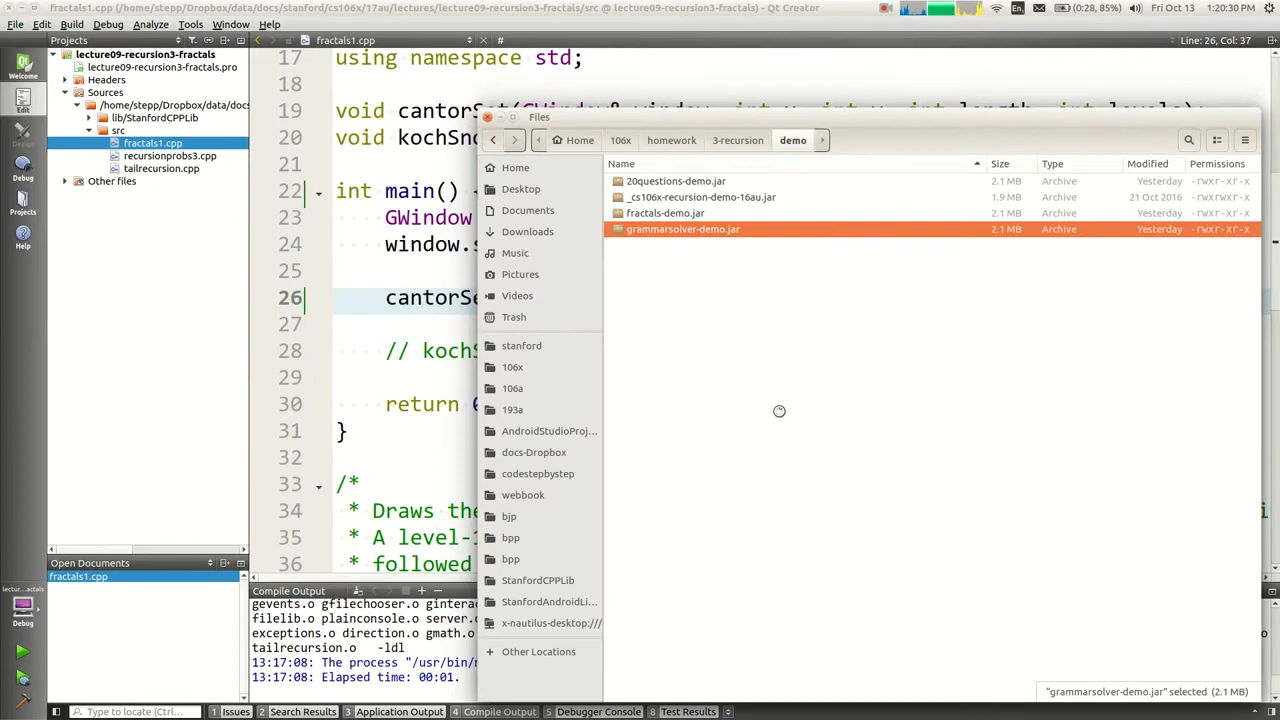 fractals1.cpp (/home/stepp/Dropbox/data/docs/stanford/cs106x/17au/lectures/lecture09-recursion3-fractals/src @ lecture09-recursion3-fractals) - Qt Creator
En
(0:28, 85%)
Fri Oct 13
1:20:30 PM
File Edit Build Debug Analyze Tools Window Help
Projects
fractals1.cpp
#
Line: 26, Col: 37
Welcome
Edit
Design
Debug
Projects
Help
lecture09-recursion3-fractals
lecture09-recursion3-fractals.pro
Headers
Sources
/home/stepp/Dropbox/data/docs
lib/StanfordCPPLib
src
fractals1.cpp
recursionprobs3.cpp
tailrecursion.cpp
Other files
Open Documents
fractals1.cpp
lectur...actals
Debug
17 using namespace std;
18
19 void cantorSet(GWindow& window, int x, int y, int length, int levels);
20 void kochSno
21
22 int main() {
23 GWindow
24 window.s
25
26 cantorSe
27
28 // kochS
29
30 return 0
31 }
32
33 /*
34 * Draws the
35 * A level-1
36 * followed
Compile Output
gevents.o gfilechooser.o ginterac
filelib.o plainconsole.o server.o
exceptions.o direction.o gmath.o
tailrecursion.o -ldl
13:17:08: The process "/usr/bin/m
13:17:08: Elapsed time: 00:01.
Files
Home 106x homework 3-recursion demo
Home
Desktop
Documents
Downloads
Music
Pictures
Videos
Trash
stanford
106x
106a
193a
AndroidStudioProj...
docs-Dropbox
codestepbystep
webbook
bjp
bpp
bpp
StanfordCPPLib
StanfordAndroidLi...
x-nautilus-desktop:///
Other Locations
Name Size Type Modified Permissions
20questions-demo.jar 2.1 MB Archive Yesterday -rwxr-xr-x
_cs106x-recursion-demo-16au.jar 1.9 MB Archive 21 Oct 2016 -rwxr-xr-x
fractals-demo.jar 2.1 MB Archive Yesterday -rwxr-xr-x
grammarsolver-demo.jar 2.1 MB Archive Yesterday -rwxr-xr-x
"grammarsolver-demo.jar" selected (2.1 MB)
Type to locate (Ctrl+...
1 Issues 2 Search Results 3 Application Output 4 Compile Output 5 Debugger Console 8 Test Results